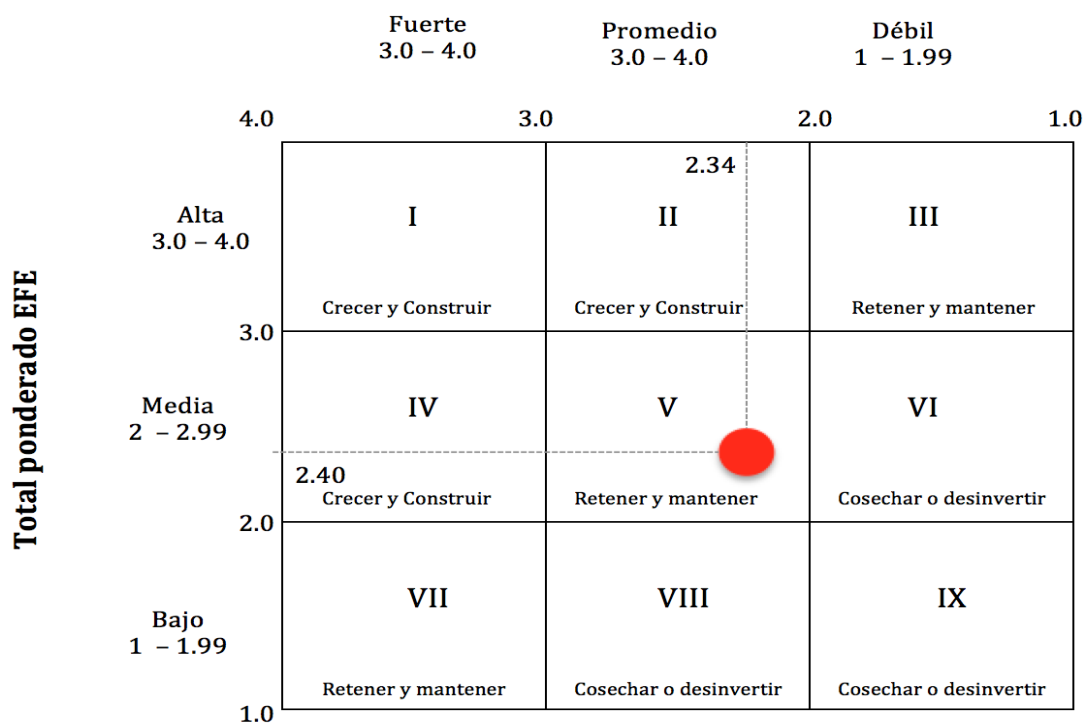 Fuerte
3.0 – 4.0
Promedio
3.0 – 4.0
Débil
1 – 1.99
4.0
3.0
2.0
1.0
Total ponderado EFE
Alta
3.0 – 4.0
2.34
I
II
III
Crecer y Construir
Crecer y Construir
Retener y mantener
3.0
Media
2 – 2.99
IV
V
VI
2.40
Crecer y Construir
Retener y mantener
Cosechar o desinvertir
2.0
Bajo
1 – 1.99
VII
VIII
IX
Retener y mantener
Cosechar o desinvertir
Cosechar o desinvertir
1.0